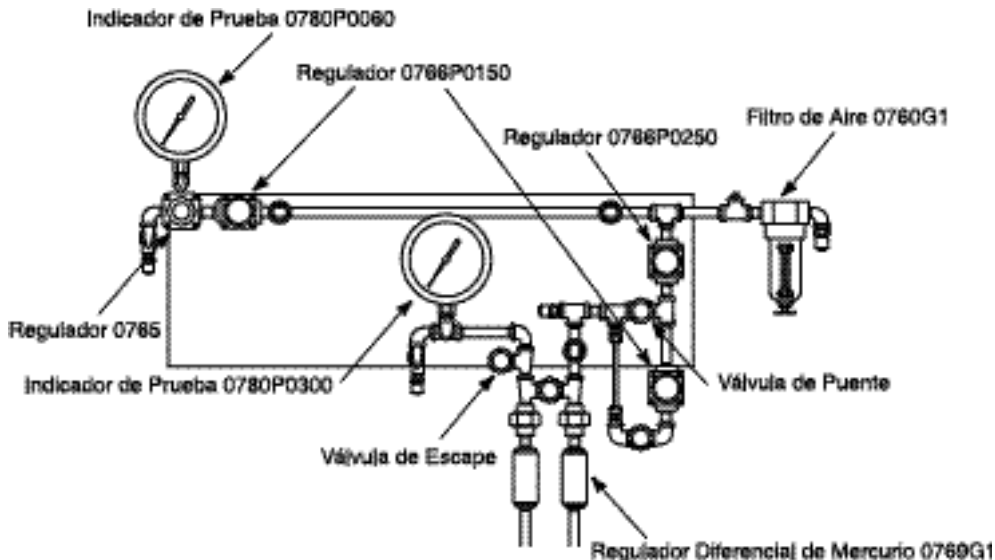 Indicador de Prueba 0780P0060
Regulador 0766P0150
Filtro de Aire 0760G1
Regulador 0766P0250
Regulador 0765
Indicador de Prueba 0780P0300
Válvula de Puente
Válvula de Escape
Regulador Diferencial de Mercurio 0769G1